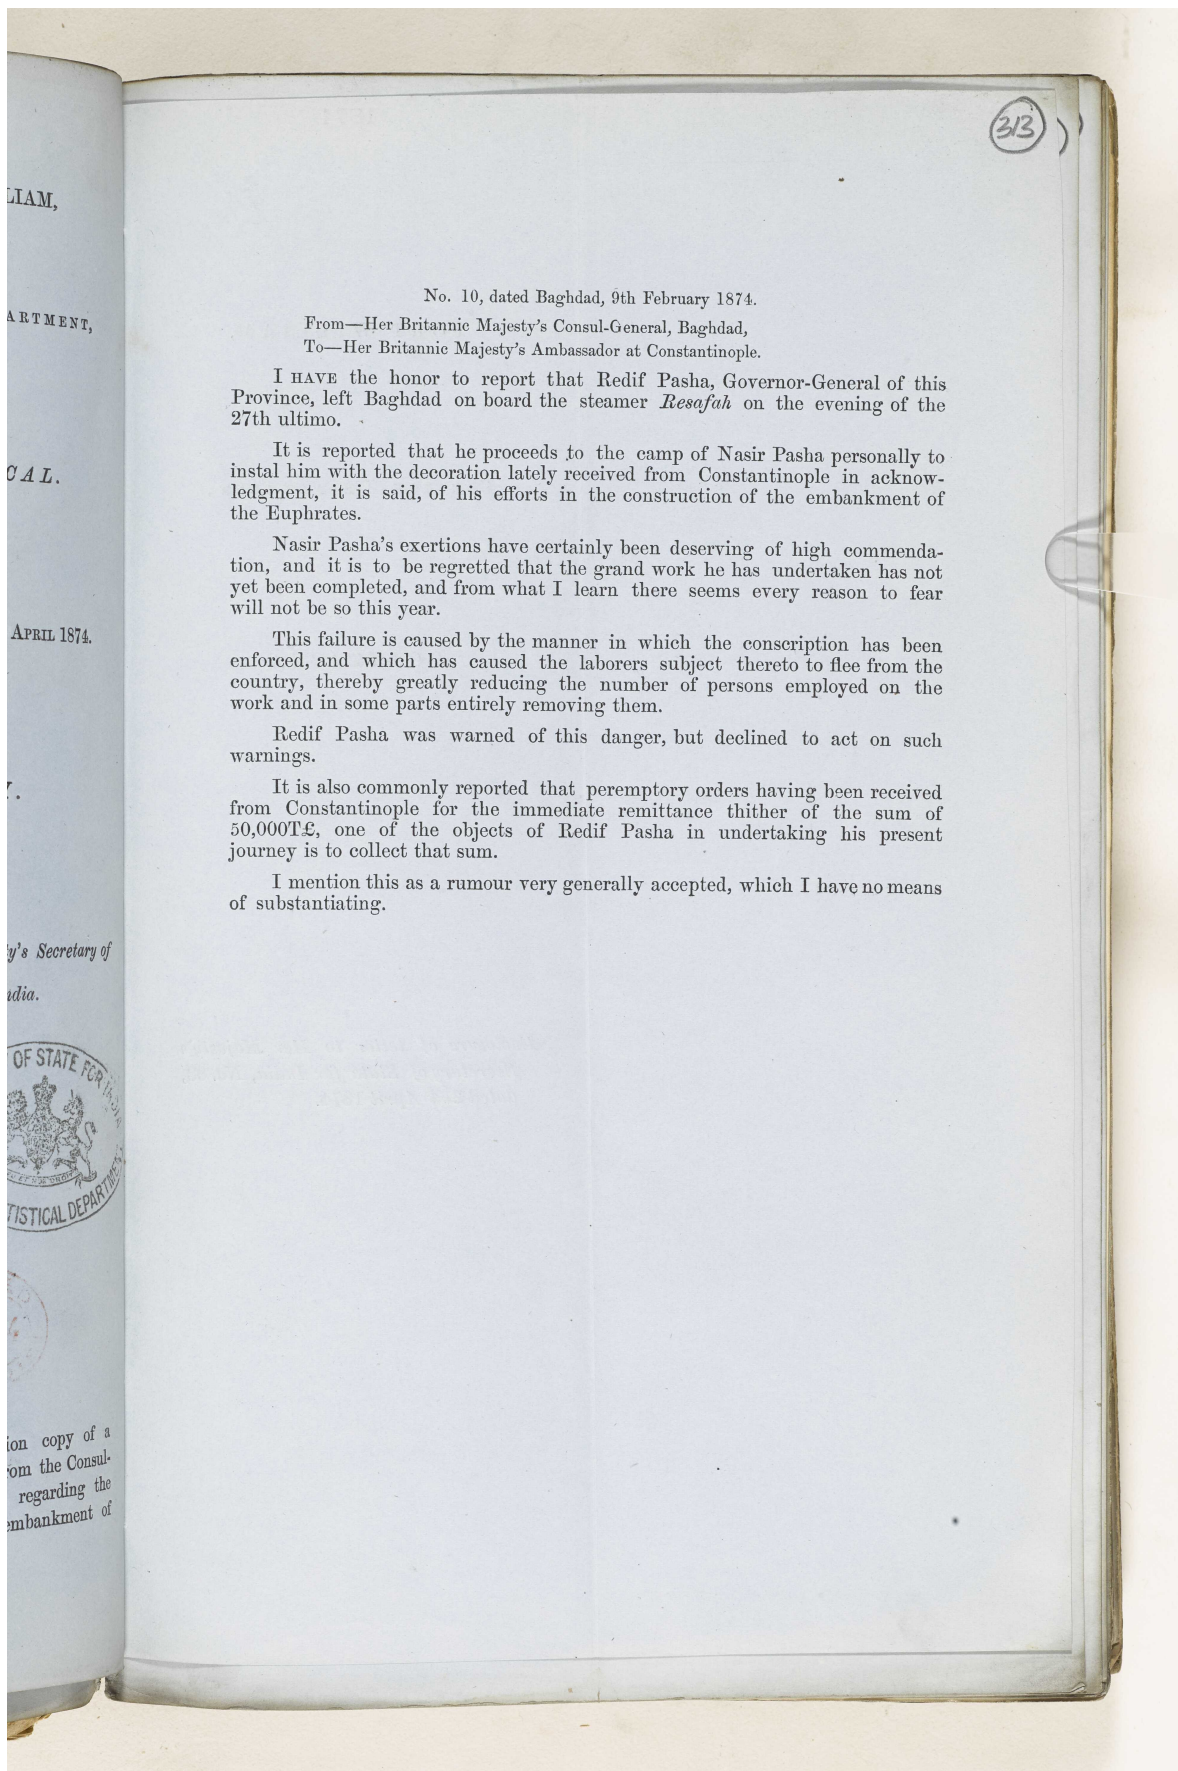 LIAM,
ARTMENT,
CAL.
APRIL 1874.
y's Secretary of
ndia.
OF STATE FOR INDIA
TISTICAL DEPARTMENT
ion copy of a
rom the Consul-
regarding the
embankment of
313
No. 10, dated Baghdad, 9th February 1874.
From—Her Britannic Majesty's Consul-General, Baghdad,
To—Her Britannic Majesty's Ambassador at Constantinople.
I HAVE the honor to report that Redif Pasha, Governor-General of this
Province, left Baghdad on board the steamer Resafah on the evening of the
27th ultimo.
It is reported that he proceeds to the camp of Nasir Pasha personally to
instal him with the decoration lately received from Constantinople in acknow-
ledgment, it is said, of his efforts in the construction of the embankment of
the Euphrates.
Nasir Pasha's exertions have certainly been deserving of high commenda-
tion, and it is to be regretted that the grand work he has undertaken has not
yet been completed, and from what I learn there seems every reason to fear
will not be so this year.
This failure is caused by the manner in which the conscription has been
enforced, and which has caused the laborers subject thereto to flee from the
country, thereby greatly reducing the number of persons employed on the
work and in some parts entirely removing them.
Redif Pasha was warned of this danger, but declined to act on such
warnings.
It is also commonly reported that peremptory orders having been received
from Constantinople for the immediate remittance thither of the sum of
50,000T£, one of the objects of Redif Pasha in undertaking his present
journey is to collect that sum.
I mention this as a rumour very generally accepted, which I have no means
of substantiating.